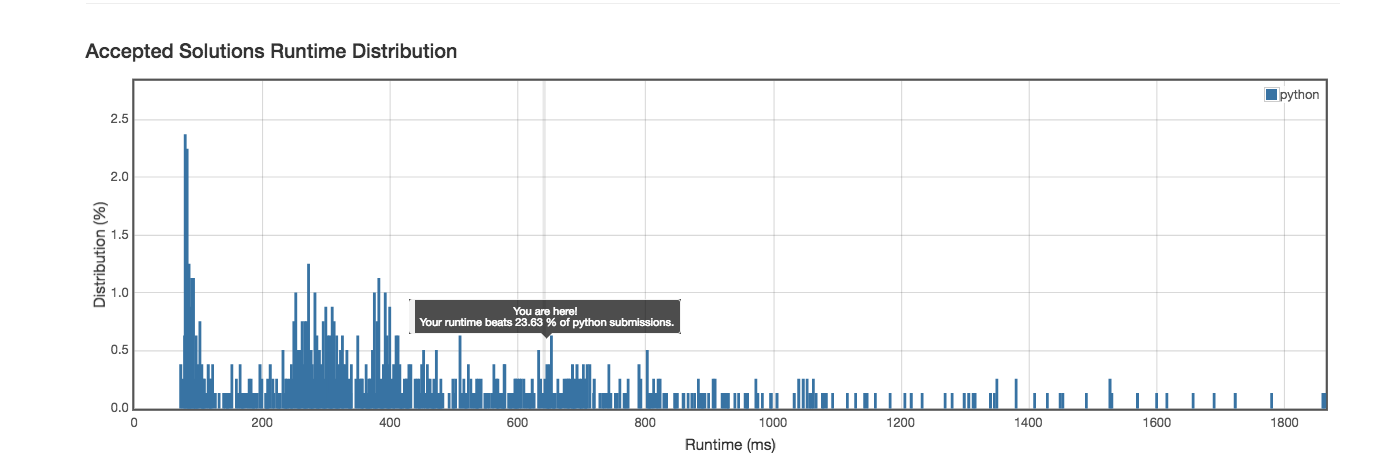 Accepted Solutions Runtime Distribution
python
2.5
2.0
1.5
1.0
0.5
0.0
Distribution (%)
You are here!
Your runtime beats 23.63 % of python submissions.
0 200 400 600 800 1000 1200 1400 1600 1800
Runtime (ms)